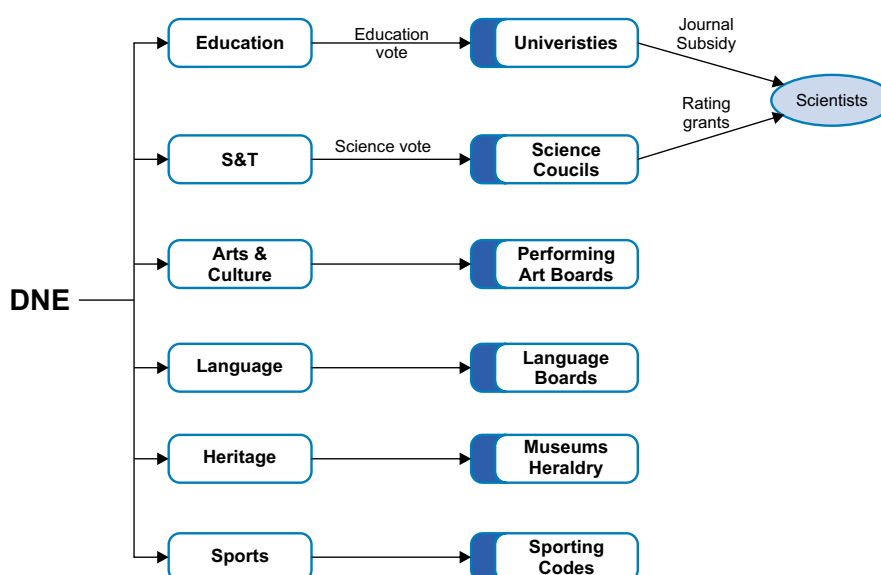 Education
Education
vote
Univeristies
Journal
Subsidy
Scientists
S&T
Science vote
Science
Coucils
Rating
grants
Arts &
Culture
Performing
Art Boards
DNE
Language
Language
Boards
Heritage
Museums
Heraldry
Sports
Sporting
Codes